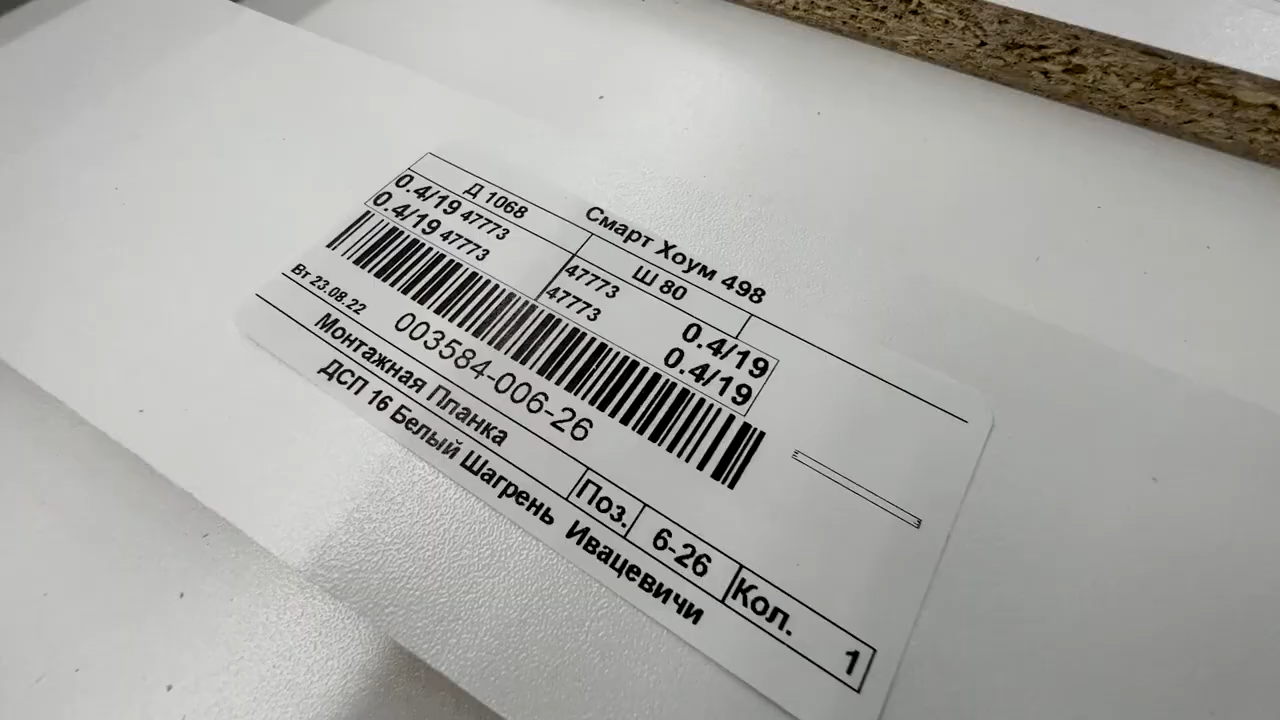 Смарт Хоум 498
Д 1068 Ш 80
0.4/19 47773 47773 0.4/19
0.4/19 47773 47773 0.4/19
Вт 23.08.22 003584-006-26
Монтажная Планка Поз. 6-26 Кол. 1
ДСП 16 Белый Шагрень Ивацевичи